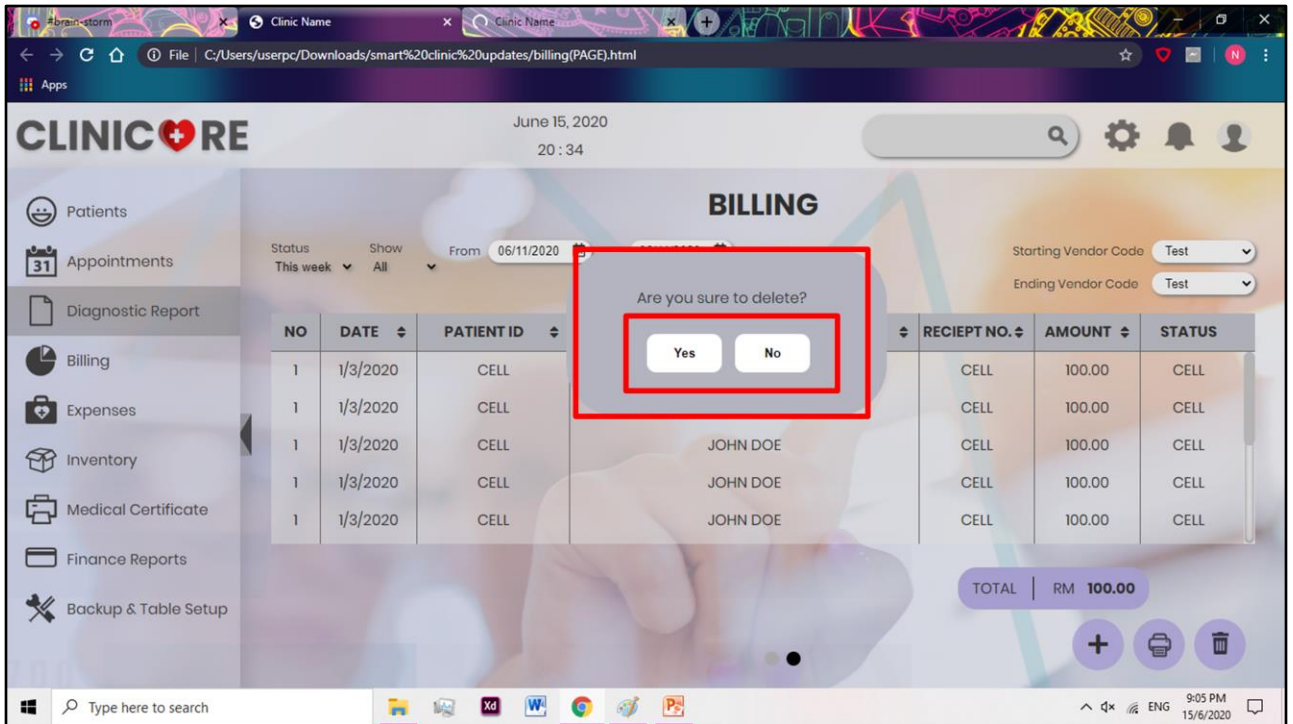 #brain-storm
Clinic Name
Clinic Name
File | C:/Users/userpc/Downloads/smart%20clinic%20updates/billing(PAGE).html
N
Apps
CLINIC RE
June 15, 2020
20 : 34
Patients
31 Appointments
Diagnostic Report
Billing
Expenses
Inventory
Medical Certificate
Finance Reports
Backup & Table Setup
BILLING
Status Show From 06/11/2020
This week All
Starting Vendor Code Test
Ending Vendor Code Test
Are you sure to delete?
Yes No
NO DATE PATIENT ID RECIEPT NO. AMOUNT STATUS
1 1/3/2020 CELL CELL 100.00 CELL
1 1/3/2020 CELL CELL 100.00 CELL
1 1/3/2020 CELL JOHN DOE CELL 100.00 CELL
1 1/3/2020 CELL JOHN DOE CELL 100.00 CELL
1 1/3/2020 CELL JOHN DOE CELL 100.00 CELL
TOTAL | RM 100.00
Type here to search
Xd
W
P
ENG
9:05 PM
15/6/2020